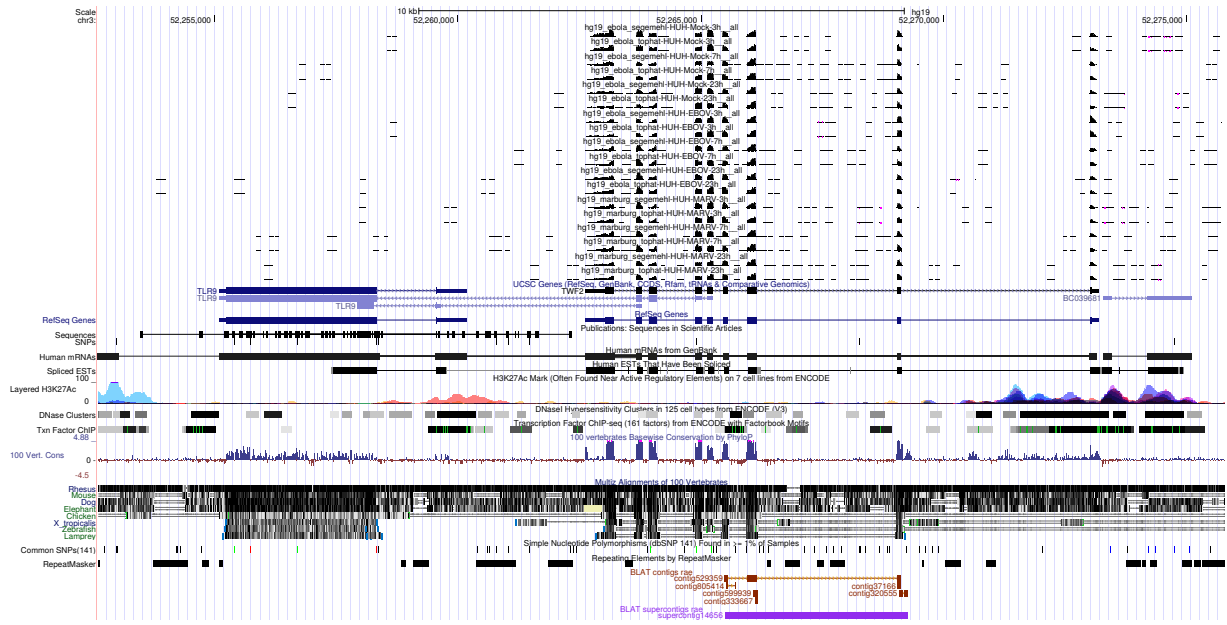 Scale 10 kb hg19
chr3: 52,255,000 52,260,000 52,265,000 52,270,000 52,275,000
hg19_ebola_segemehl-HUH-Mock-3h__all
hg19_ebola_tophat-HUH-Mock-3h__all
hg19_ebola_segemehl-HUH-Mock-7h__all
hg19_ebola_tophat-HUH-Mock-7h__all
hg19_ebola_segemehl-HUH-Mock-23h__all
hg19_ebola_tophat-HUH-Mock-23h__all
hg19_ebola_segemehl-HUH-EBOV-3h__all
hg19_ebola_tophat-HUH-EBOV-3h__all
hg19_ebola_segemehl-HUH-EBOV-7h__all
hg19_ebola_tophat-HUH-EBOV-7h__all
hg19_ebola_segemehl-HUH-EBOV-23h__all
hg19_ebola_tophat-HUH-EBOV-23h__all
hg19_marburg_segemehl-HUH-MARV-3h__all
hg19_marburg_tophat-HUH-MARV-3h__all
hg19_marburg_segemehl-HUH-MARV-7h__all
hg19_marburg_tophat-HUH-MARV-7h__all
hg19_marburg_segemehl-HUH-MARV-23h__all
hg19_marburg_tophat-HUH-MARV-23h__all
UCSC Genes (RefSeq, GenBank, CCDS, Rfam, tRNAs & Comparative Genomics)
TLR9 TWF2
TLR9 BC039681
TLR9
RefSeq Genes
RefSeq Genes
Publications: Sequences in Scientific Articles
Sequences
SNPs
Human mRNAs from GenBank
Human mRNAs
Human ESTs That Have Been Spliced
Spliced ESTs
H3K27Ac Mark (Often Found Near Active Regulatory Elements) on 7 cell lines from ENCODE
100
Layered H3K27Ac
0
DNaseI Hypersensitivity Clusters in 125 cell types from ENCODE (V3)
DNase Clusters
Transcription Factor ChIP-seq (161 factors) from ENCODE with Factorbook Motifs
Txn Factor ChIP
100 vertebrates Basewise Conservation by PhyloP
4.88
100 Vert. Cons
0
-4.5
Multiz Alignments of 100 Vertebrates
Rhesus
Mouse
Dog
Elephant
Chicken
X_tropicalis
Zebrafish
Lamprey
Simple Nucleotide Polymorphisms (dbSNP 141) Found in >= 1% of Samples
Common SNPs(141)
Repeating Elements by RepeatMasker
RepeatMasker
BLAT contigs rae
contig529359
contig805414 contig37166
contig599939 contig320555
contig333667
BLAT supercontigs rae
supercontig14656